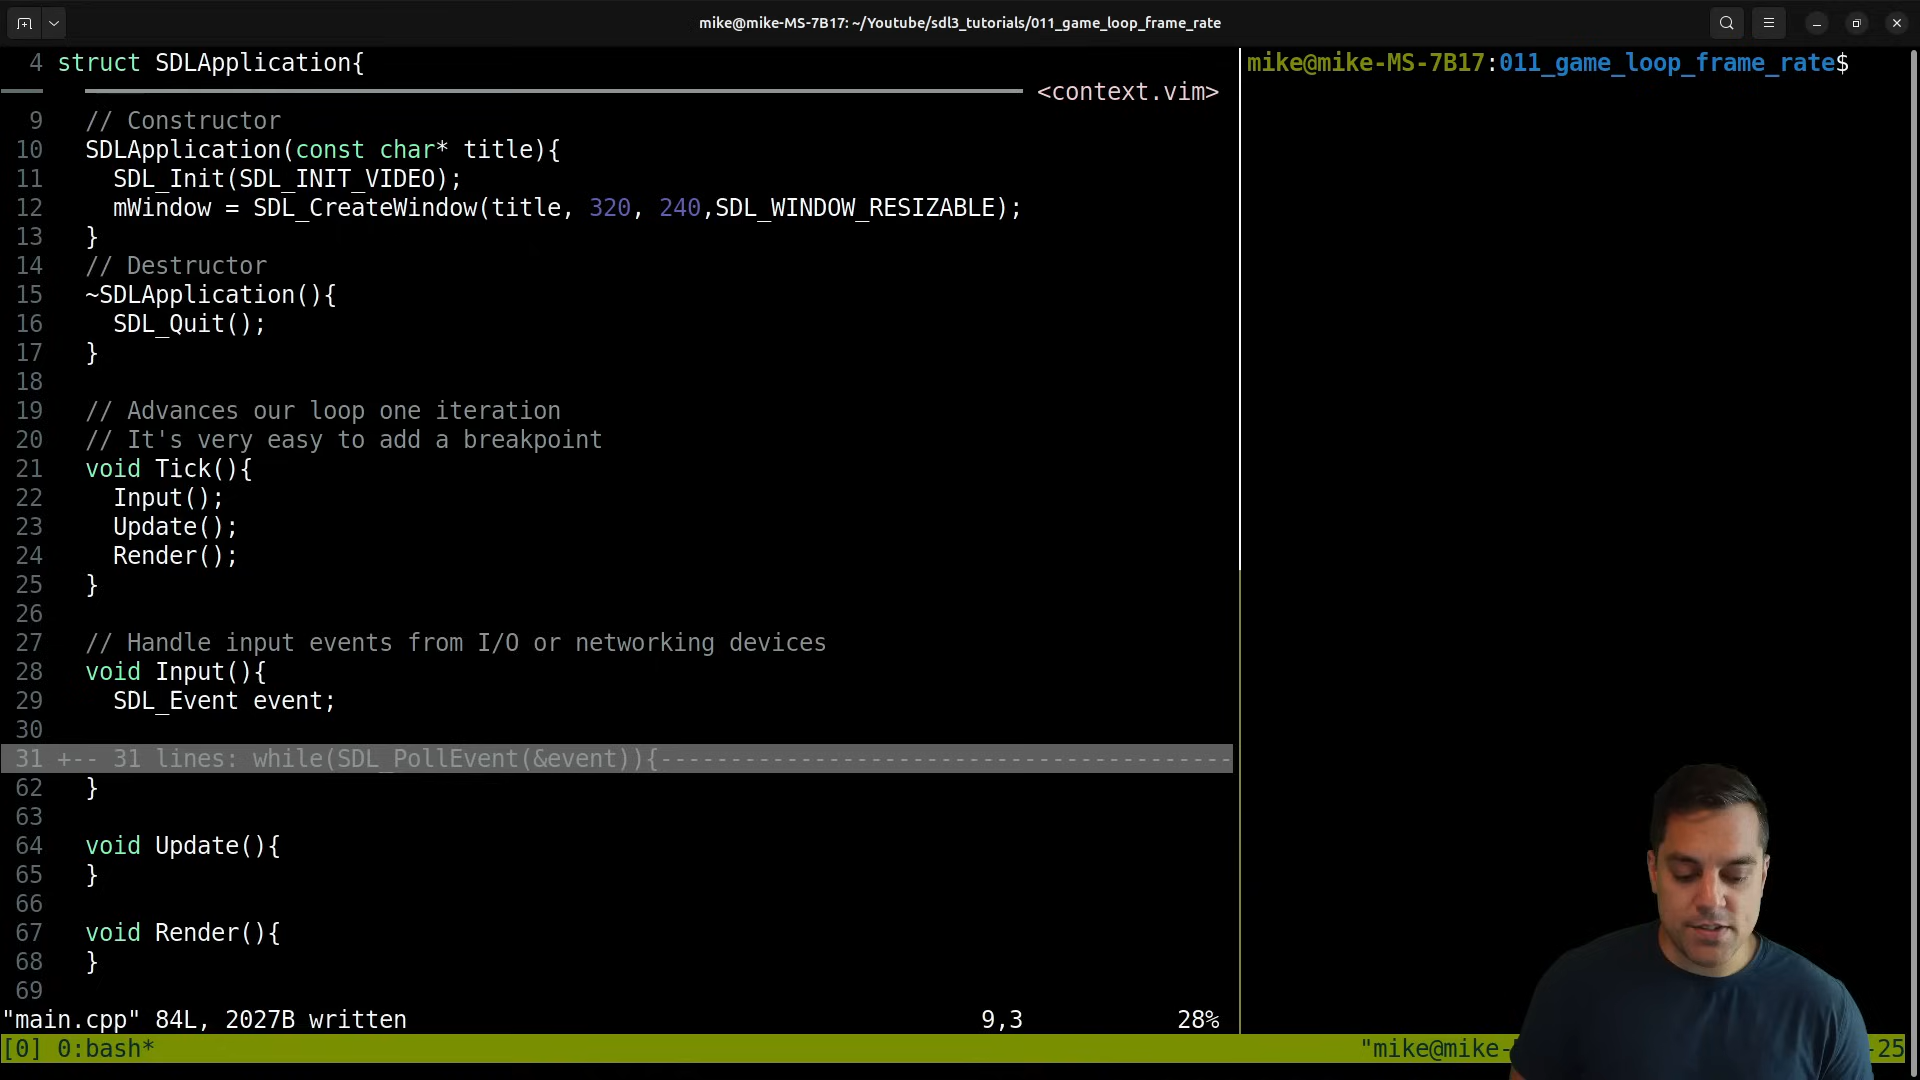 mike@mike-MS-7B17: ~/Youtube/sdl3_tutorials/011_game_loop_frame_rate
4 struct SDLApplication{
<context.vim>
9 // Constructor
10 SDLApplication(const char* title){
11 SDL_Init(SDL_INIT_VIDEO);
12 mWindow = SDL_CreateWindow(title, 320, 240,SDL_WINDOW_RESIZABLE);
13 }
14 // Destructor
15 ~SDLApplication(){
16 SDL_Quit();
17 }
18
19 // Advances our loop one iteration
20 // It's very easy to add a breakpoint
21 void Tick(){
22 Input();
23 Update();
24 Render();
25 }
26
27 // Handle input events from I/O or networking devices
28 void Input(){
29 SDL_Event event;
30
31 +-- 31 lines: while(SDL_PollEvent(&event)){-----------------------------------------
62 }
63
64 void Update(){
65 }
66
67 void Render(){
68 }
69
"main.cpp" 84L, 2027B written 9,3 28%
mike@mike-MS-7B17:011_game_loop_frame_rate$
[0] 0:bash* "mike@mike- -25